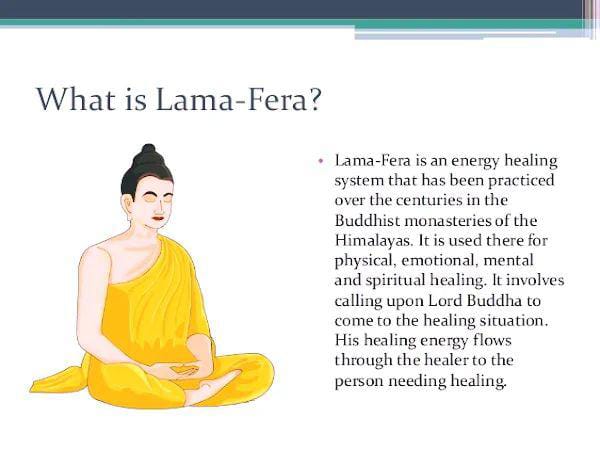 What is Lama-Fera?
• Lama-Fera is an energy healing
system that has been practiced
over the centuries in the
Buddhist monasteries of the
Himalayas. It is used there for
physical, emotional, mental
and spiritual healing. It involves
calling upon Lord Buddha to
come to the healing situation.
His healing energy flows
through the healer to the
person needing healing.